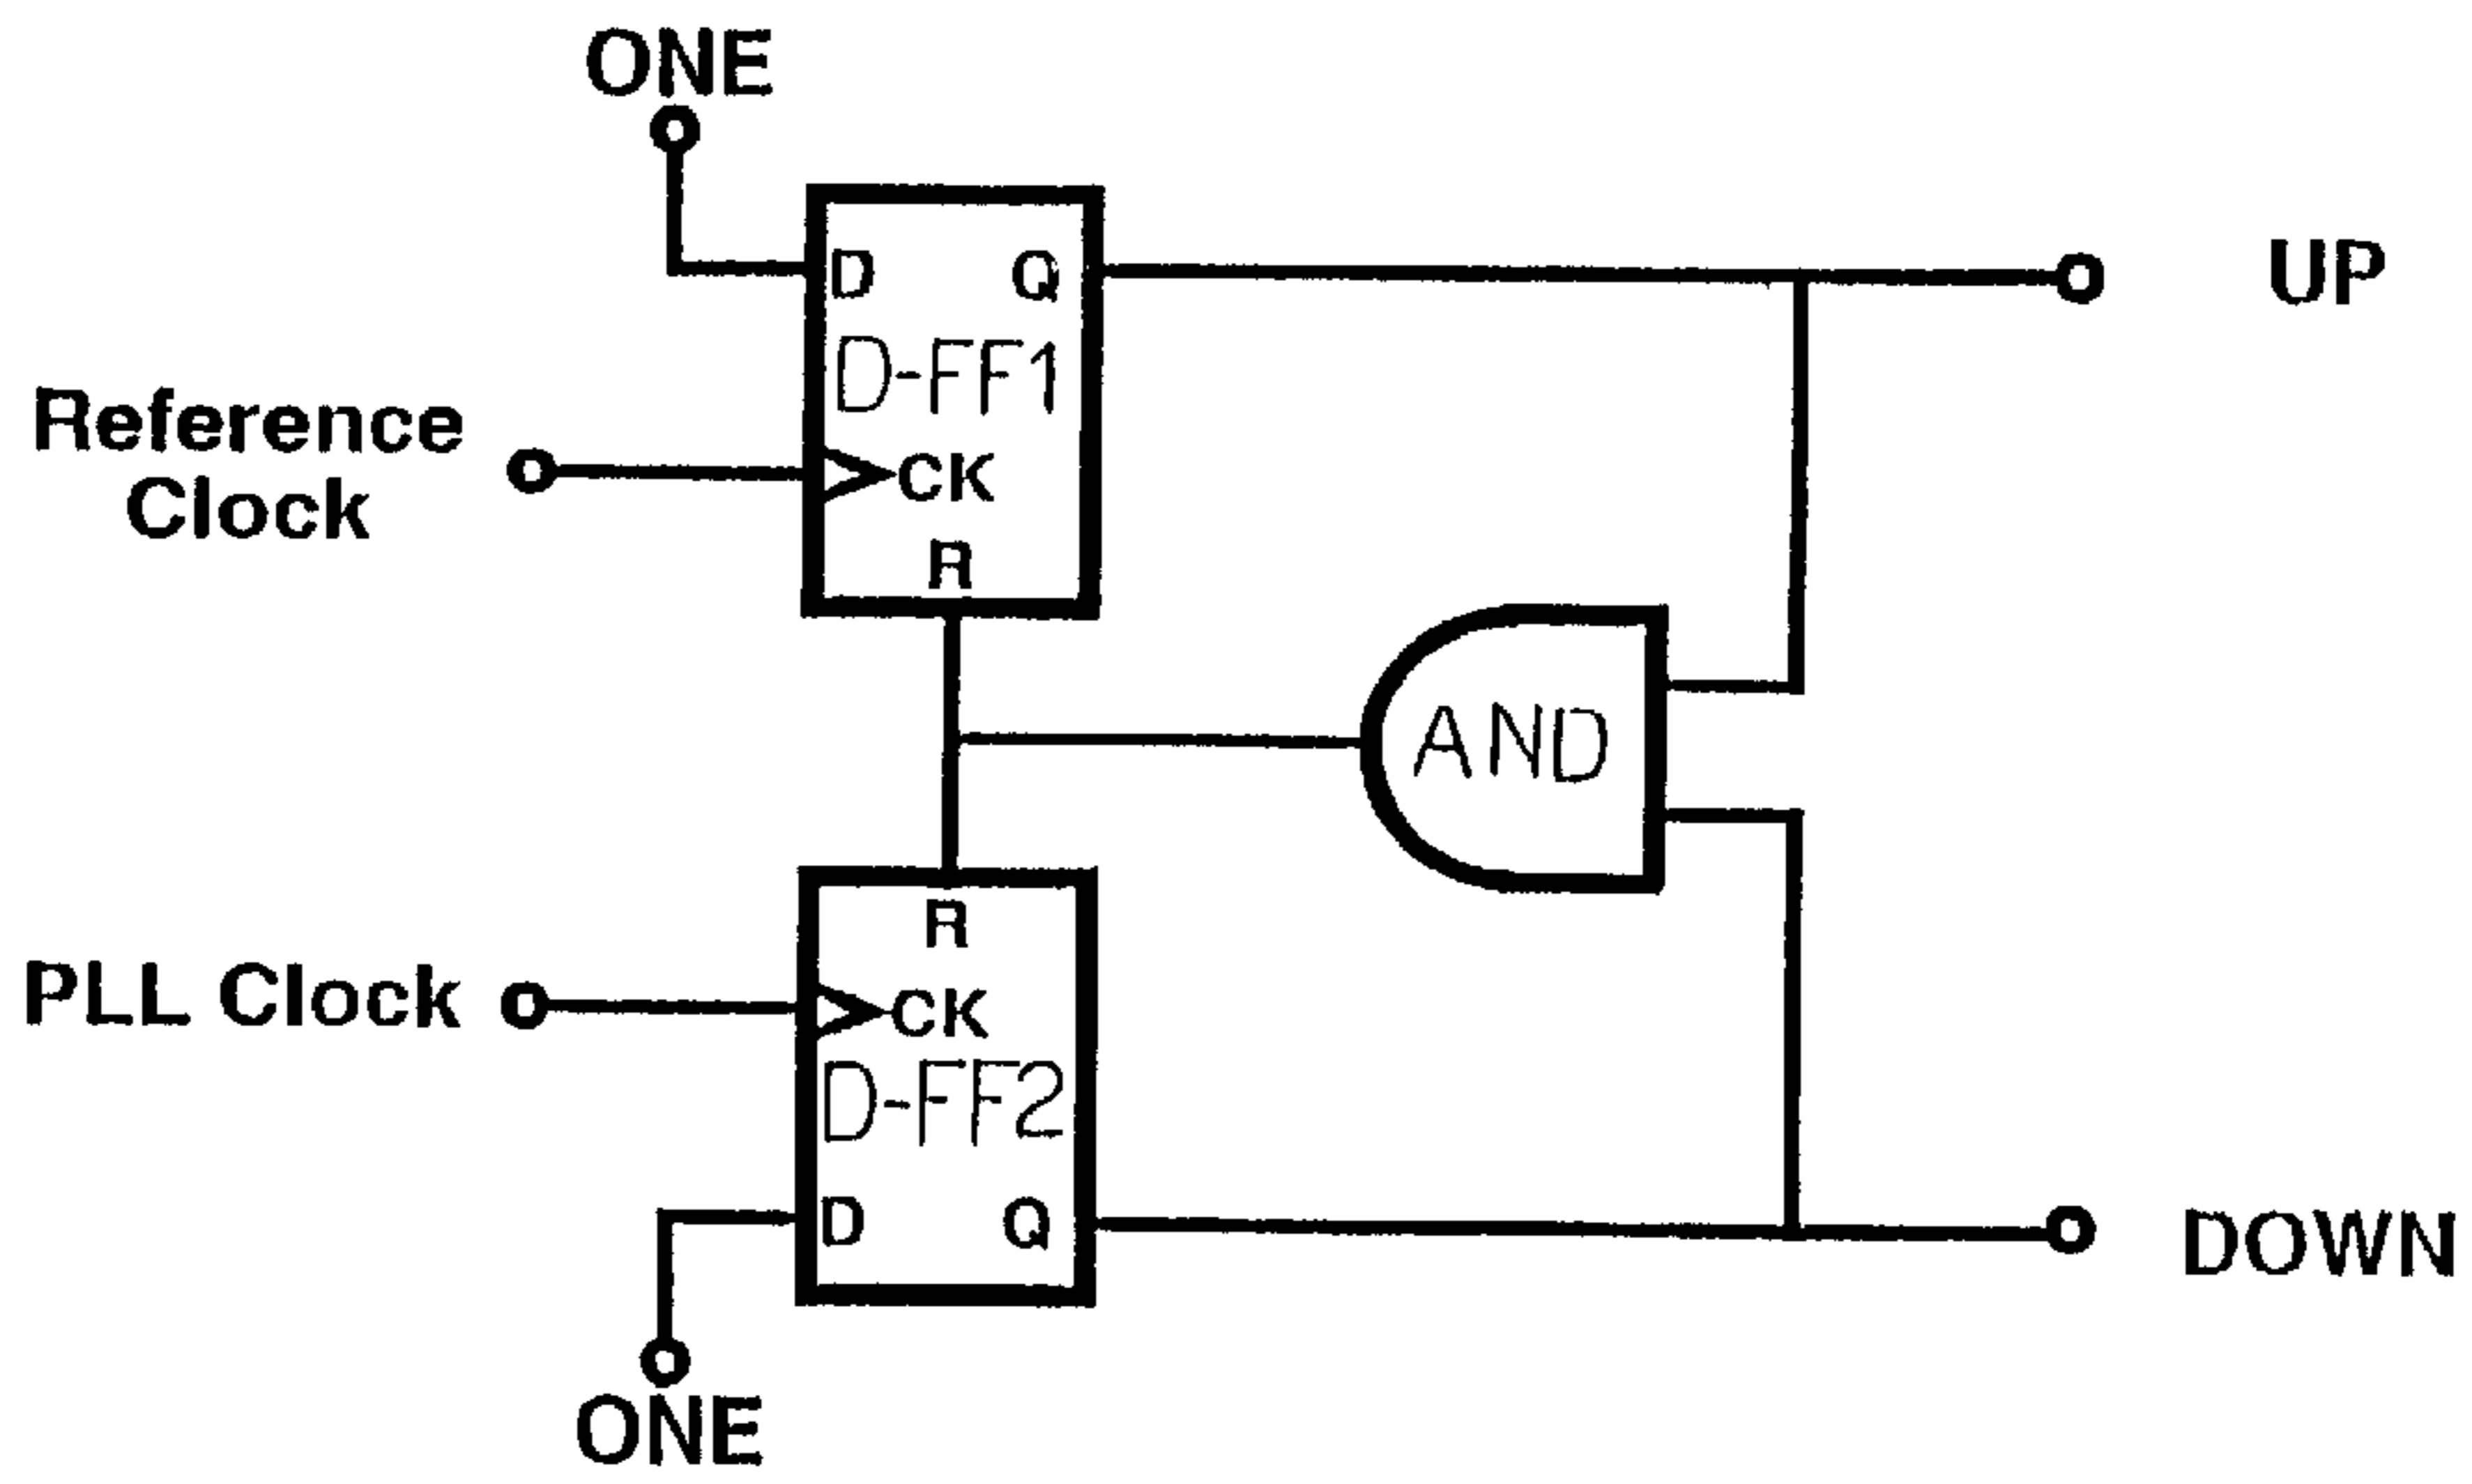 ONE
D Q
UP
D-FF1
Reference
Clock
CK
R
AND
R
PLL Clock
CK
D-FF2
D Q
DOWN
ONE